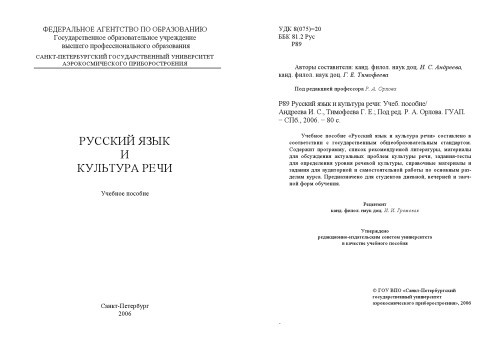 ФЕДЕРАЛЬНОЕ АГЕНТСТВО ПО ОБРАЗОВАНИЮ
Государственное образовательное учреждение
высшего профессионального образования
САНКТ-ПЕТЕРБУРГСКИЙ ГОСУДАРСТВЕННЫЙ УНИВЕРСИТЕТ
АЭРОКОСМИЧЕСКОГО ПРИБОРОСТРОЕНИЯ
РУССКИЙ ЯЗЫК
И
КУЛЬТУРА РЕЧИ
Учебное пособие
Санкт-Петербург
2006
УДК 8(075)=20
ББК 81.2 Рус
Р89
Авторы составители: канд. филол. наук доц. И. С. Андреева,
канд. филол. наук доц. Г. Е. Тимофеева
Под редакцией профессора Р. А. Орлова
Р89 Русский язык и культура речи: Учеб. пособие/
Андреева И. С., Тимофеева Г. Е.; Под ред. Р. А. Орлова. ГУАП.
− СПб., 2006. − 80 с.
Учебное пособие «Русский язык и культура речи» составлено в
соответствии с государственным общеобразовательным стандартом.
Содержит программу, список рекомендуемой литературы, материалы
для обсуждения актуальных проблем культуры речи, задания-тесты
для определения уровня речевой культуры, справочные материалы и
задания для аудиторной и самостоятельной работы по основным раз-
делам курса. Предназначено для студентов дневной, вечерней и заоч-
ной форм обучения.
Рецензент
канд. филол. наук доц. И. И. Громовая
Утверждено
редакционно-издательским советом университета
в качестве учебного пособия
© ГОУ ВПО «Санкт-Петербургский
государственный университет
аэрокосмического приборостроения», 2006